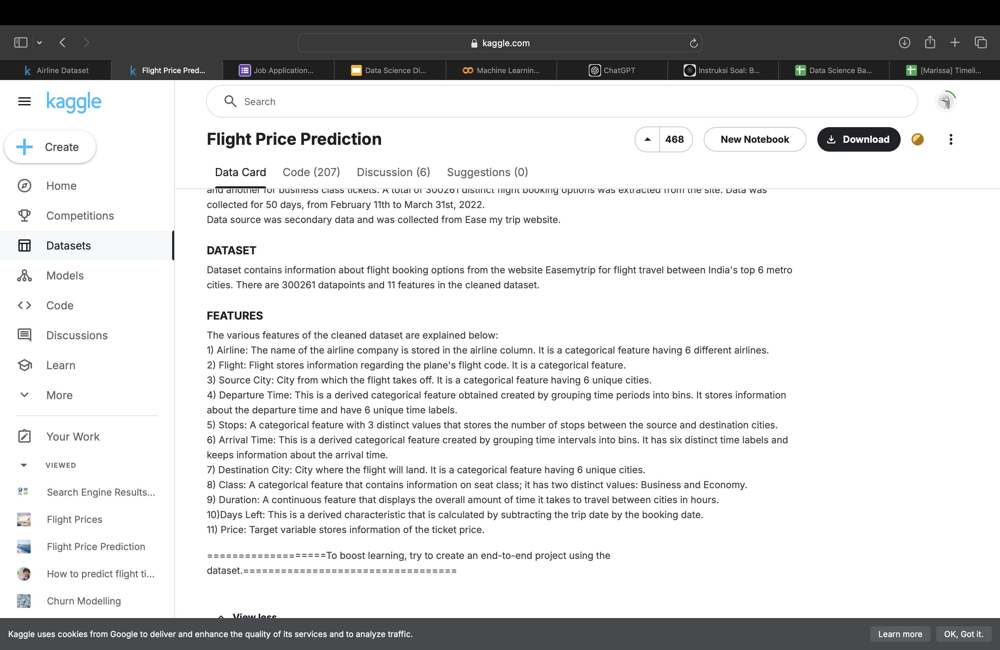 kaggle.com
Airline Dataset
Flight Price Pred...
Job Application...
Data Science Di...
Machine Learnin...
ChatGPT
Instruksi Soal: B...
Data Science Ba...
[Marissa] Timeli...
kaggle
Search
Create
Home
Competitions
Datasets
Models
Code
Discussions
Learn
More
Your Work
VIEWED
Search Engine Results...
Flight Prices
Flight Price Prediction
How to predict flight ti...
Churn Modelling
Flight Price Prediction
468
New Notebook
Download
Data Card
Code (207)
Discussion (6)
Suggestions (0)
and another for business class tickets. A total of 300261 distinct flight booking options was extracted from the site. Data was
collected for 50 days, from February 11th to March 31st, 2022.
Data source was secondary data and was collected from Ease my trip website.
DATASET
Dataset contains information about flight booking options from the website Easemytrip for flight travel between India's top 6 metro
cities. There are 300261 datapoints and 11 features in the cleaned dataset.
FEATURES
The various features of the cleaned dataset are explained below:
1) Airline: The name of the airline company is stored in the airline column. It is a categorical feature having 6 different airlines.
2) Flight: Flight stores information regarding the plane's flight code. It is a categorical feature.
3) Source City: City from which the flight takes off. It is a categorical feature having 6 unique cities.
4) Departure Time: This is a derived categorical feature obtained created by grouping time periods into bins. It stores information
about the departure time and have 6 unique time labels.
5) Stops: A categorical feature with 3 distinct values that stores the number of stops between the source and destination cities.
6) Arrival Time: This is a derived categorical feature created by grouping time intervals into bins. It has six distinct time labels and
keeps information about the arrival time.
7) Destination City: City where the flight will land. It is a categorical feature having 6 unique cities.
8) Class: A categorical feature that contains information on seat class; it has two distinct values: Business and Economy.
9) Duration: A continuous feature that displays the overall amount of time it takes to travel between cities in hours.
10)Days Left: This is a derived characteristic that is calculated by subtracting the trip date by the booking date.
11) Price: Target variable stores information of the ticket price.
===================To boost learning, try to create an end-to-end project using the
dataset.==================================
View less
Kaggle uses cookies from Google to deliver and enhance the quality of its services and to analyze traffic.
Learn more
OK, Got it.